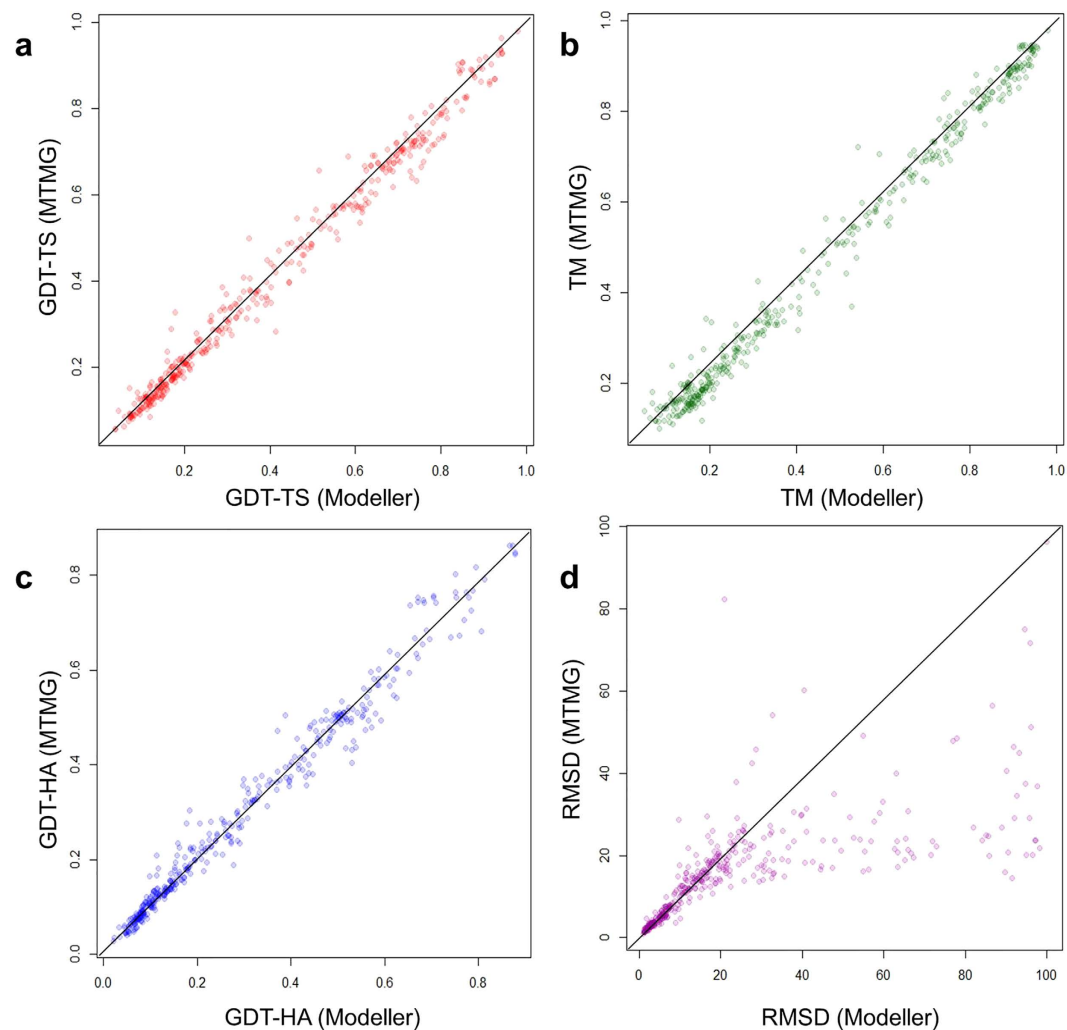 a
GDT-TS (MTMG)
1.0
0.8
0.6
0.4
0.2
0.2 0.4 0.6 0.8 1.0
GDT-TS (Modeller)
b
TM (MTMG)
1.0
0.8
0.6
0.4
0.2
0.2 0.4 0.6 0.8 1.0
TM (Modeller)
c
GDT-HA (MTMG)
0.8
0.6
0.4
0.2
0.0
0.0 0.2 0.4 0.6 0.8
GDT-HA (Modeller)
d
RMSD (MTMG)
100
80
60
40
20
0
0 20 40 60 80 100
RMSD (Modeller)